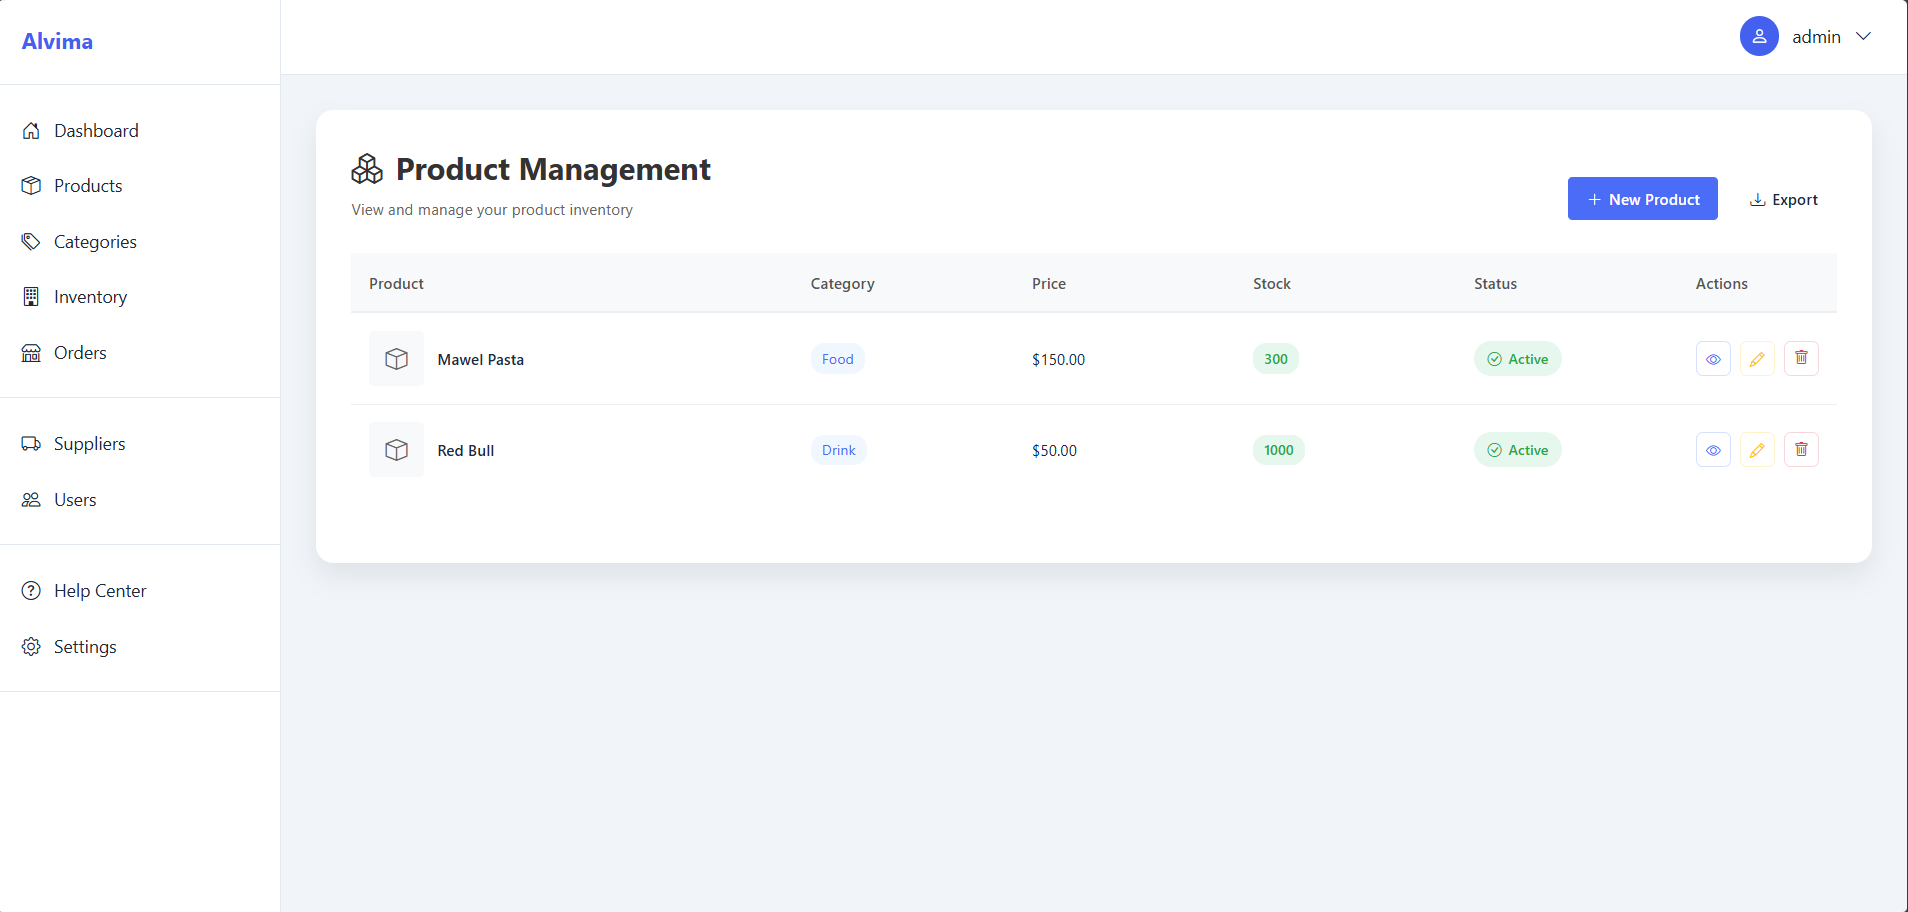 Alvima
admin
Dashboard
Products
Categories
Inventory
Orders
Suppliers
Users
Help Center
Settings
Product Management
View and manage your product inventory
New Product
Export
Product Category Price Stock Status Actions
Mawel Pasta Food $150.00 300 Active
Red Bull Drink $50.00 1000 Active